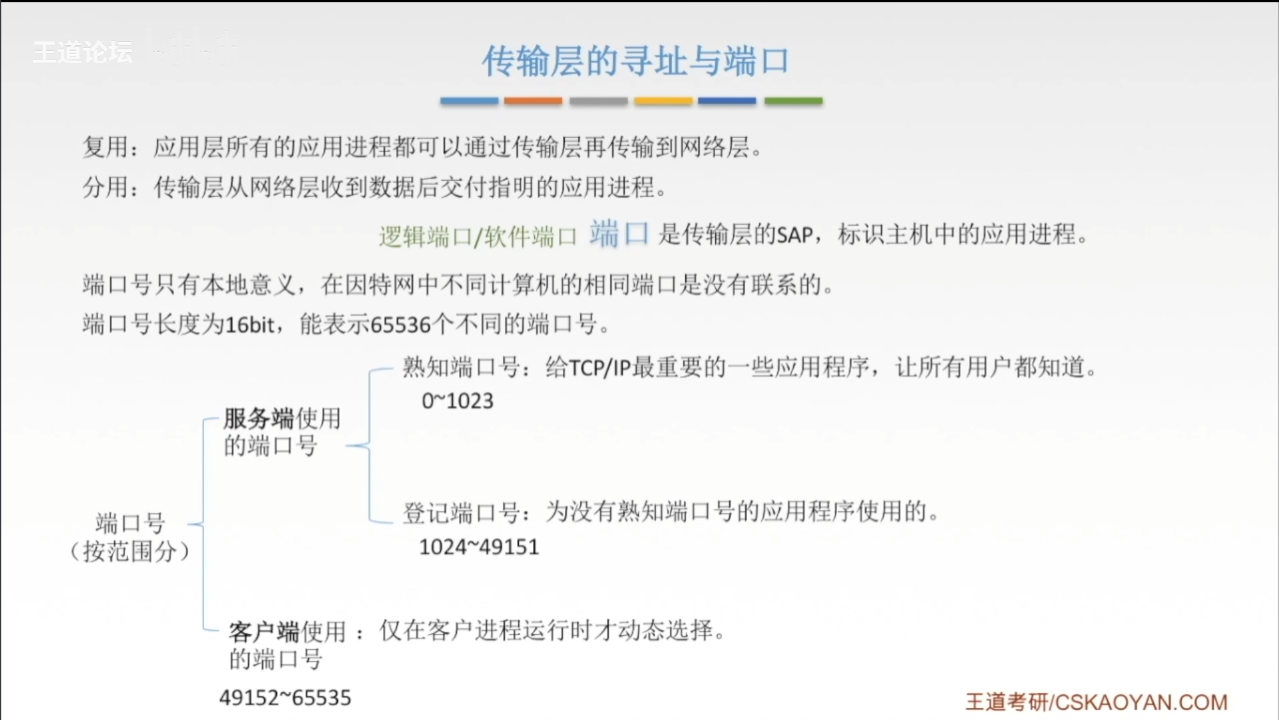 王道论坛
传输层的寻址与端口
复用：应用层所有的应用进程都可以通过传输层再传输到网络层。
分用：传输层从网络层收到数据后交付指明的应用进程。
逻辑端口/软件端口 端口 是传输层的SAP，标识主机中的应用进程。
端口号只有本地意义，在因特网中不同计算机的相同端口是没有联系的。
端口号长度为16bit，能表示65536个不同的端口号。
熟知端口号：给TCP/IP最重要的一些应用程序，让所有用户都知道。
0~1023
服务端使用
的端口号
登记端口号：为没有熟知端口号的应用程序使用的。
1024~49151
端口号
（按范围分）
客户端使用 ：仅在客户进程运行时才动态选择。
的端口号
49152~65535
王道考研/CSKAOYAN.COM